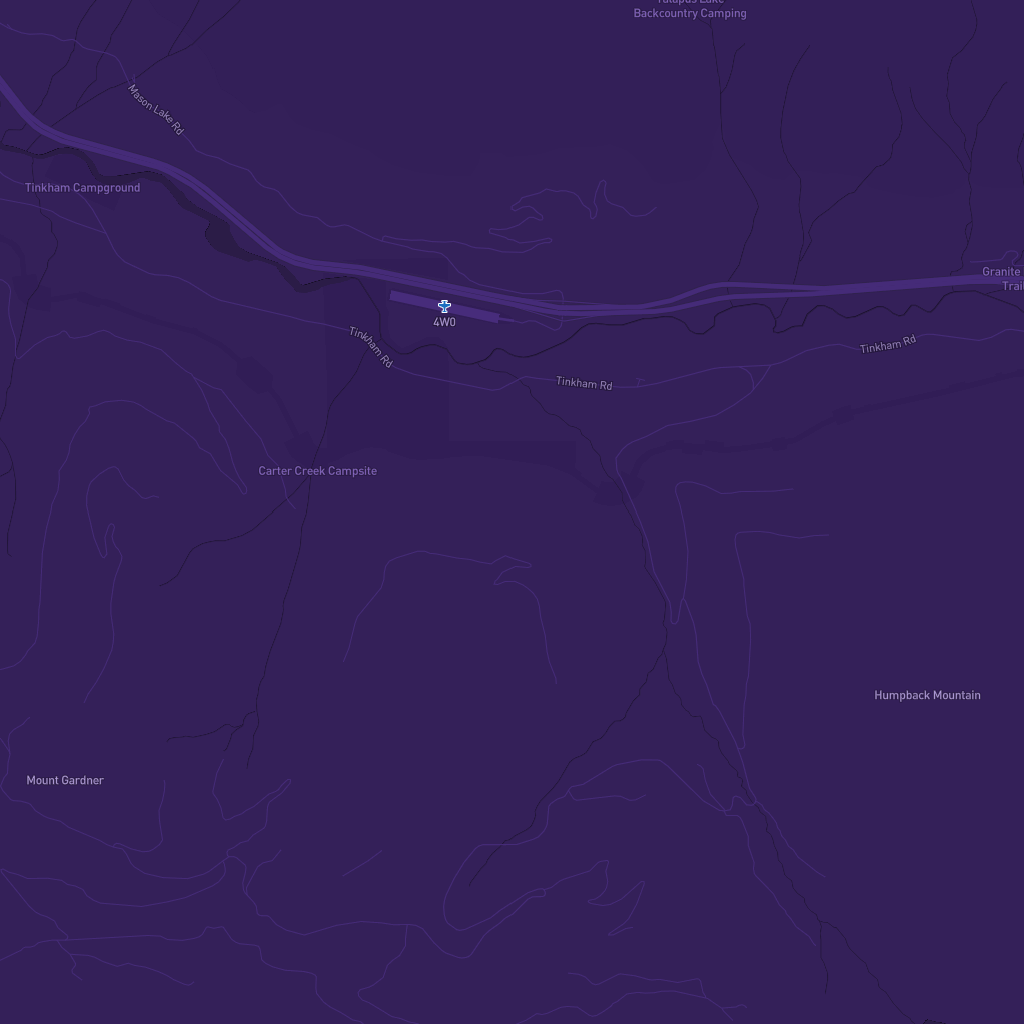 Backcountry Camping
Mason Lake Rd
Tinkham Campground
Granite
Trail
4W0
Tinkham Rd
Tinkham Rd
Tinkham Rd
Carter Creek Campsite
Humpback Mountain
Mount Gardner